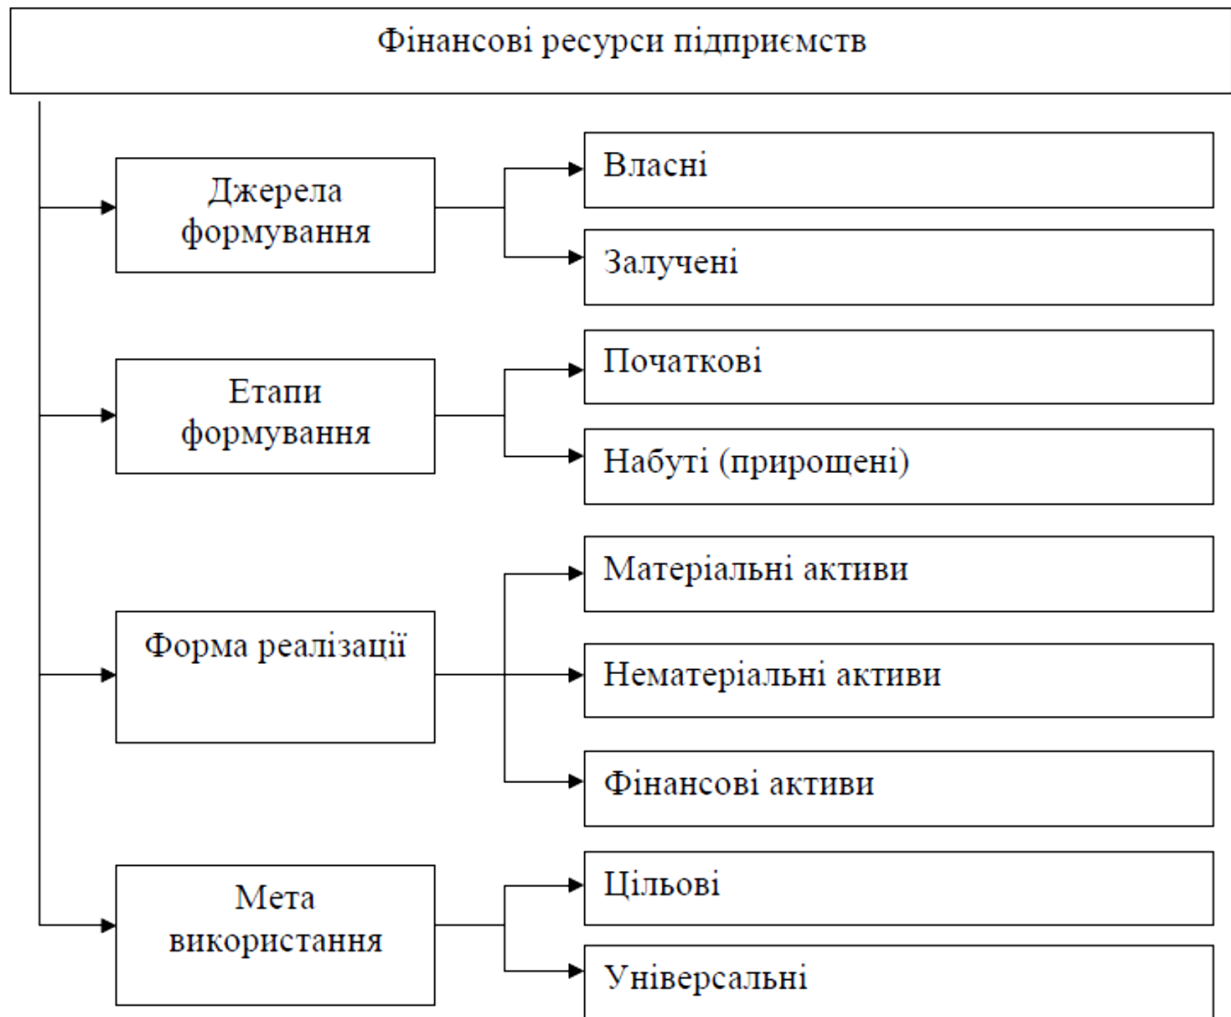 Фінансові ресурси підприємств
Джерела
формування
Власні
Залучені
Етапи
формування
Початкові
Набуті (прирощені)
Форма реалізації
Матеріальні активи
Нематеріальні активи
Фінансові активи
Мета
використання
Цільові
Універсальні